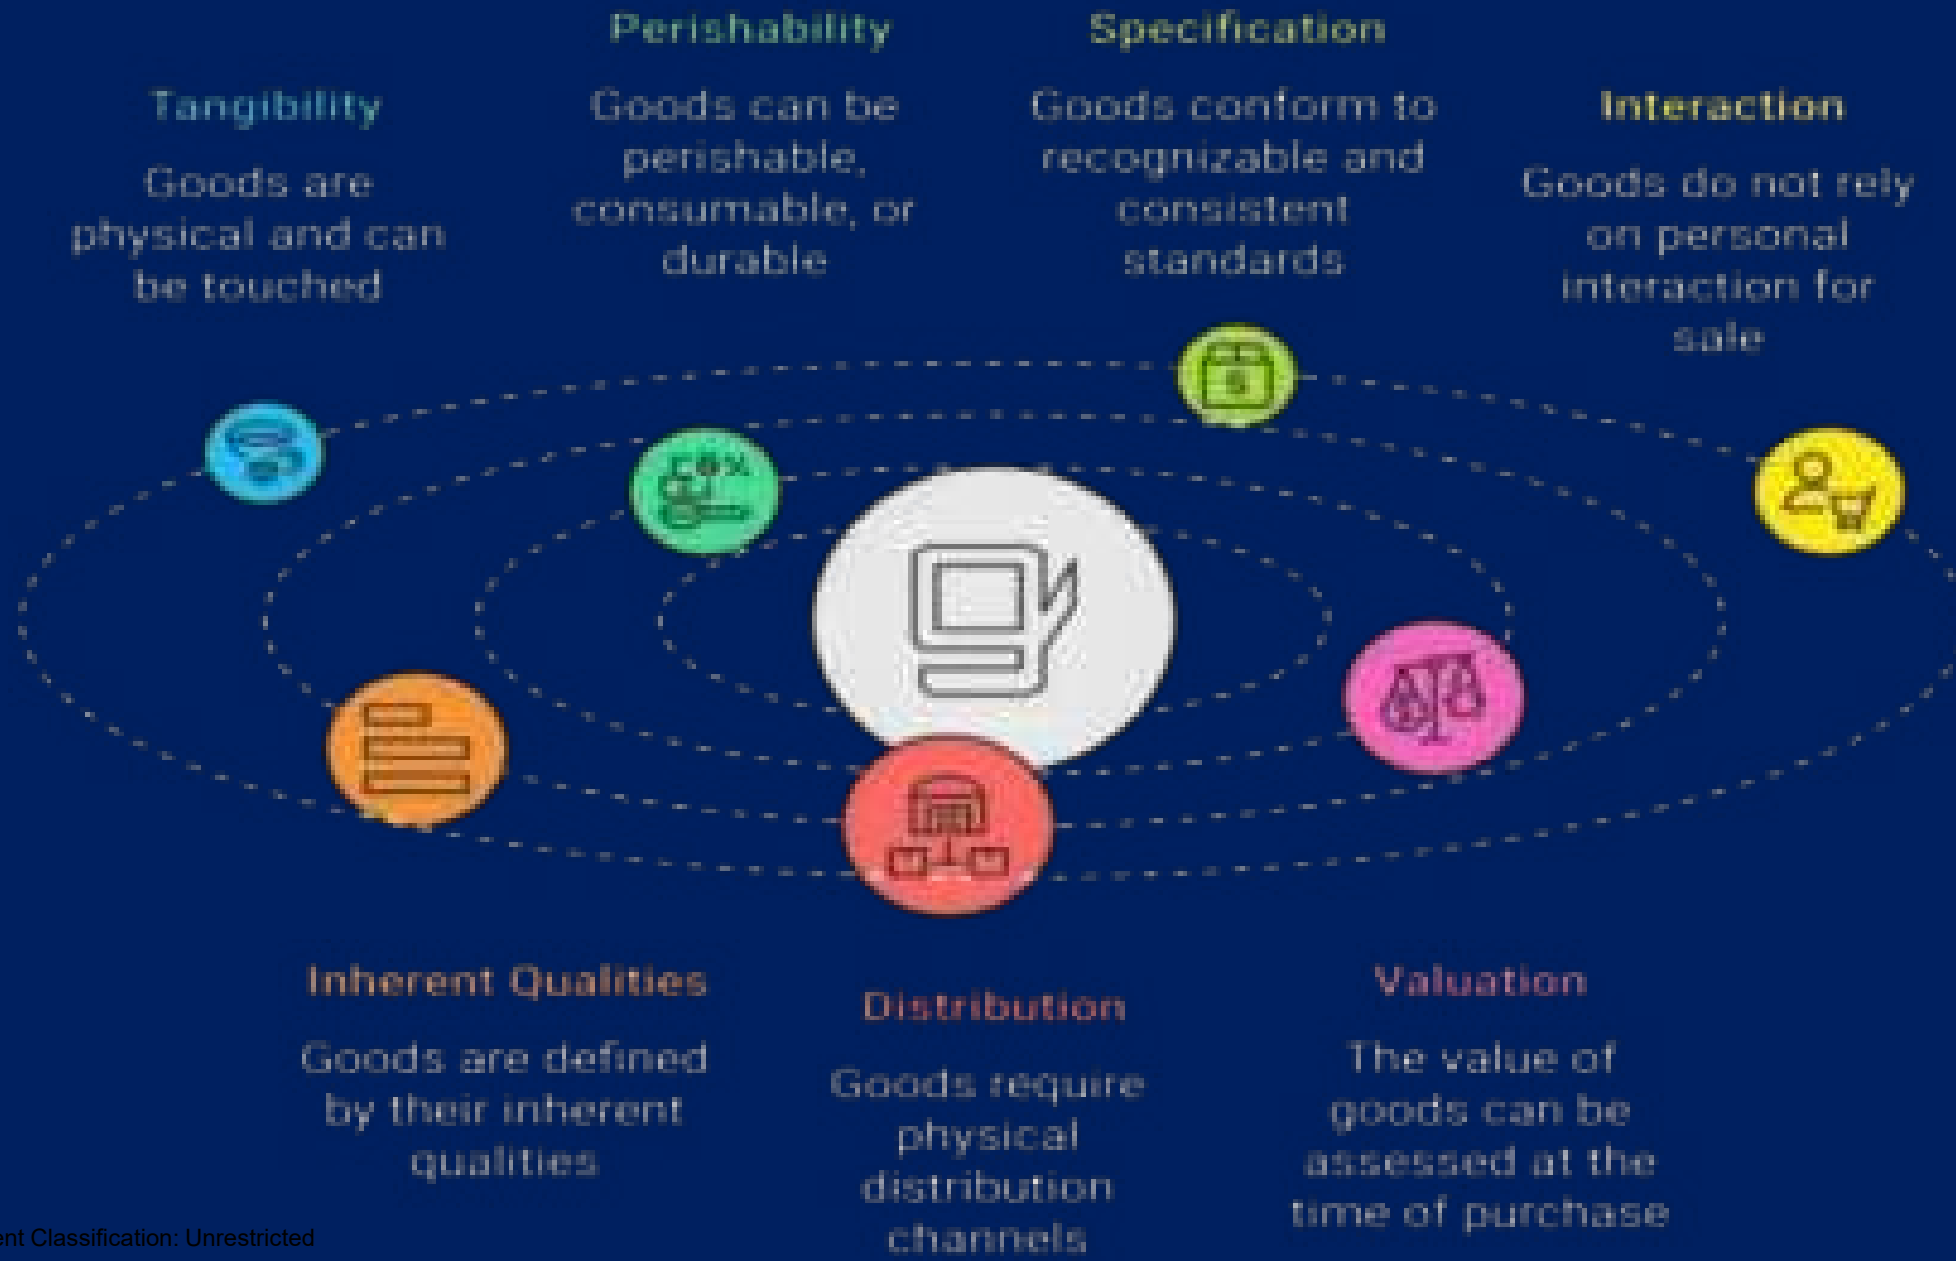 Tangibility
Goods are
physical and can
be touched
Perishability
Goods can be
perishable,
consumable, or
durable
Specification
Goods conform to
recognizable and
consistent
standards
Interaction
Goods do not rely
on personal
interaction for
sale
Inherent Qualities
Goods are defined
by their inherent
qualities
Distribution
Goods require
physical
distribution
channels
Valuation
The value of
goods can be
assessed at the
time of purchase
ent Classification: Unrestricted